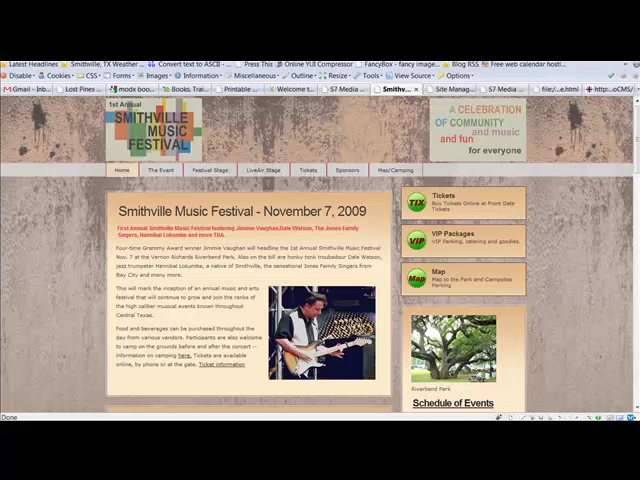 Latest Headlines Smithville, TX Weather ... Convert text to ASCII - ... Press This Online YUI Compressor FancyBox - fancy image... Blog RSS Free web calendar hosti...
Disable Cookies CSS Forms Images Information Miscellaneous Outline Resize Tools View Source Options
Gmail - Inb... Lost Pines ... modx boo... Books, Trai... Printable ... Welcome t... S7 Media ... Smithv... Site Manag... S7 Media ... file:/...e.html http:...oCMS/
1st Annual
SMITHVILLE
MUSIC
FESTIVAL
A CELEBRATION
OF COMMUNITY
and music
and fun
for everyone
Home The Event Festival Stage LiveAir Stage Tickets Sponsors Map/Camping
Smithville Music Festival - November 7, 2009
First Annual Smithville Music Festival featuring Jimmie Vaughan,Dale Watson, The Jones Family
Singers, Hannibal Lokumbe and more TBA.
Four-time Grammy Award winner Jimmie Vaughan will headline the 1st Annual Smithville Music Festival
Nov. 7 at the Vernon Richards Riverbend Park. Also on the bill are honky tonk troubadour Dale Watson,
jazz trumpeter Hannibal Lokumbe, a native of Smithville, the sensational Jones Family Singers from
Bay City and many more.
This will mark the inception of an annual music and arts
festival that will continue to grow and join the ranks of
the high caliber musical events known throughout
Central Texas.
Food and beverages can be purchased throughout the
day from various vendors. Participants are also welcome
to camp on the grounds before and after the concert --
information on camping here. Tickets are available
online, by phone or at the gate. Ticket information
TIX
Tickets
Buy Tickets Online at Front Gate
Tickets
VIP
VIP Packages
VIP Parking, catering and goodies.
Map
Map
Map to the Park and Campsites
Parking
Riverbend Park
Schedule of Events
Done